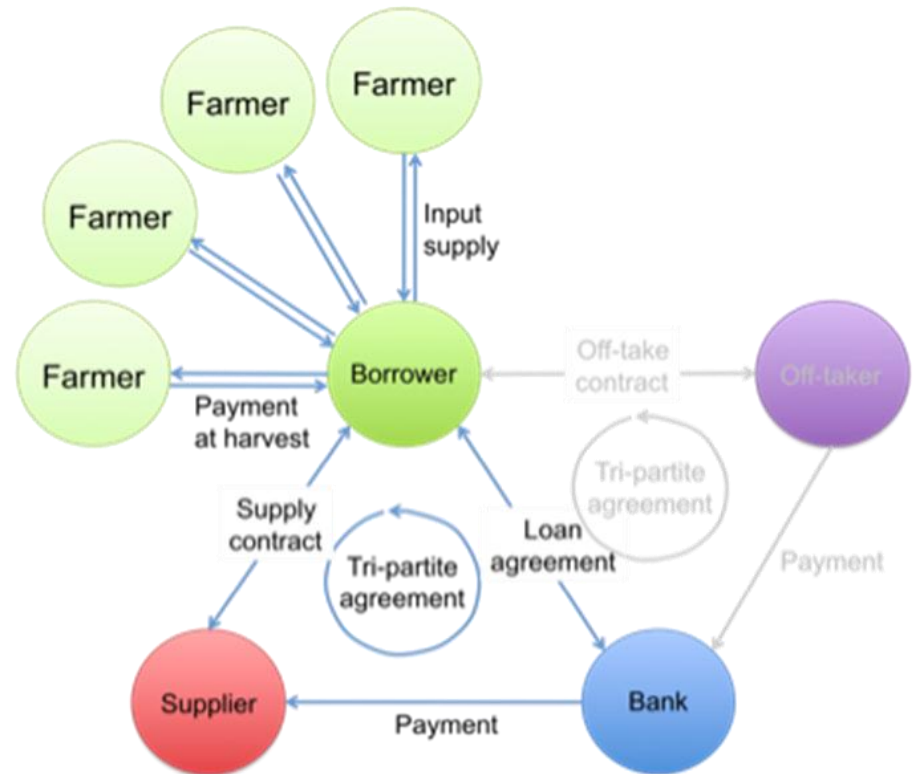 Farmer
Farmer
Farmer
Input
supply
Farmer
Borrower
Off-take
contract
Off-taker
Payment
at harvest
Tri-partite
agreement
Supply
contract
Loan
agreement
Tri-partite
agreement
Payment
Supplier
Bank
Payment